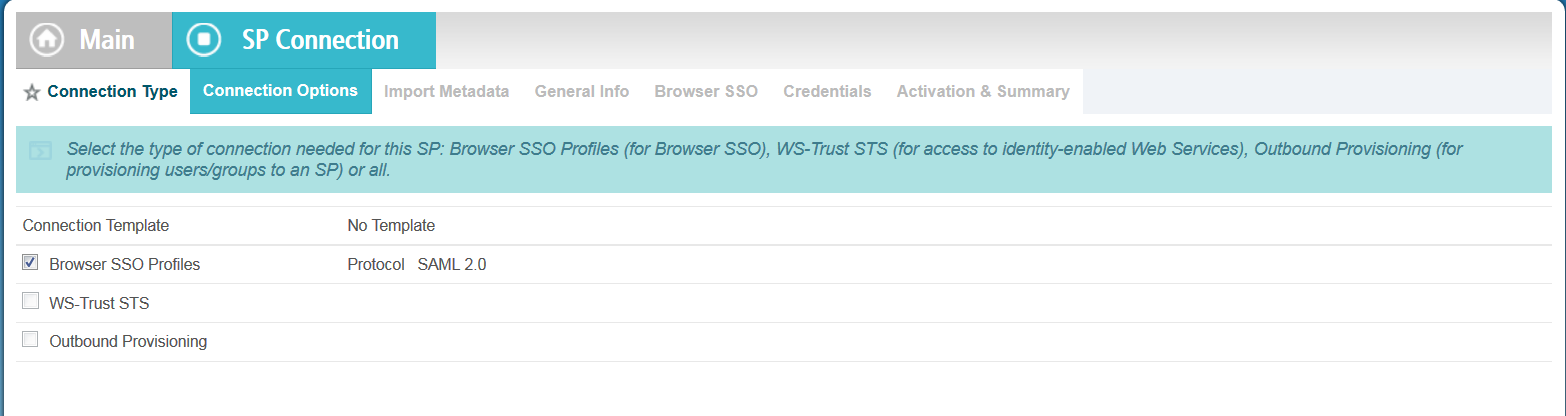 Main SP Connection
Connection Type Connection Options Import Metadata General Info Browser SSO Credentials Activation & Summary
Select the type of connection needed for this SP: Browser SSO Profiles (for Browser SSO), WS-Trust STS (for access to identity-enabled Web Services), Outbound Provisioning (for
provisioning users/groups to an SP) or all.
Connection Template No Template
Browser SSO Profiles Protocol SAML 2.0
WS-Trust STS
Outbound Provisioning